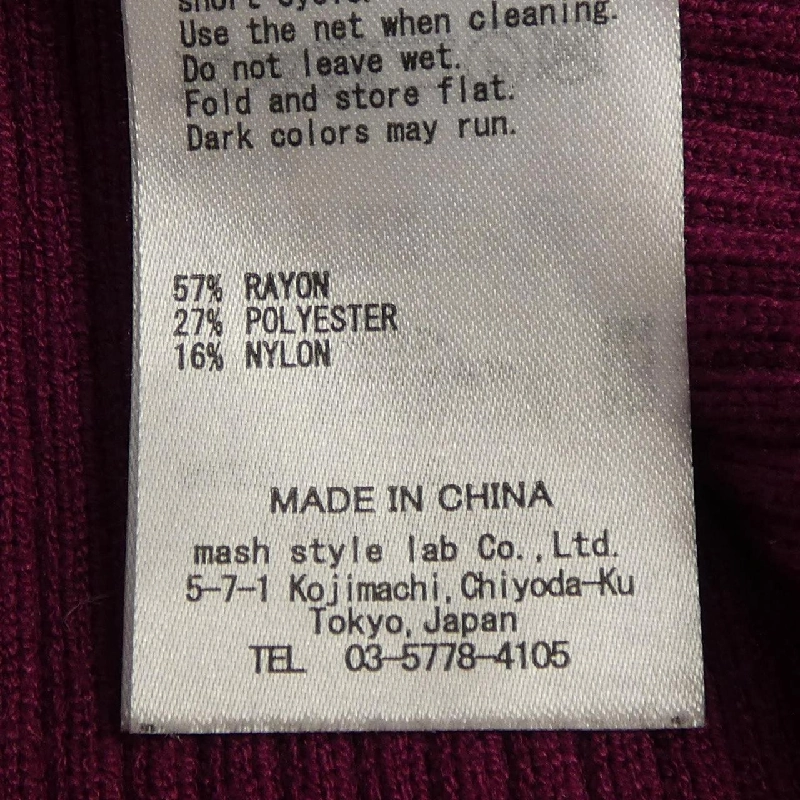 short cycle.
Use the net when cleaning.
Do not leave wet.
Fold and store flat.
Dark colors may run.
57% RAYON
27% POLYESTER
16% NYLON
MADE IN CHINA
mash style lab Co.,Ltd.
5-7-1 Kojimachi,Chiyoda-Ku
Tokyo,Japan
TEL 03-5778-4105